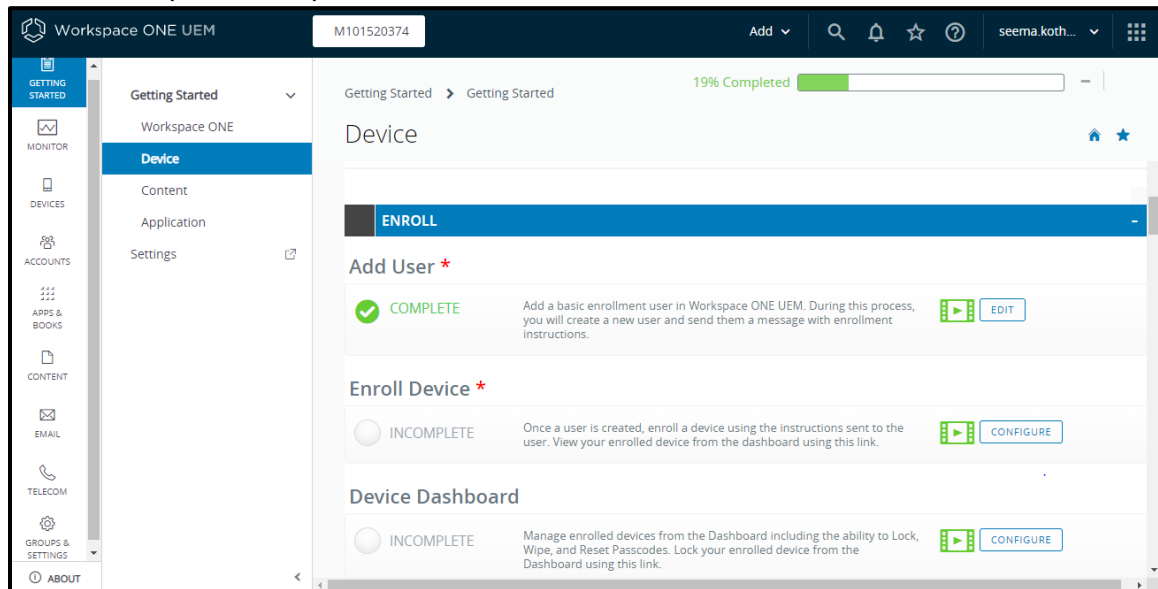 Workspace ONE UEM
M101520374
Add
seema.koth...
GETTING
STARTED
MONITOR
DEVICES
ACCOUNTS
APPS &
BOOKS
CONTENT
EMAIL
TELECOM
GROUPS &
SETTINGS
ABOUT
Getting Started
Workspace ONE
Device
Content
Application
Settings
Getting Started > Getting Started
19% Completed
Device
ENROLL
Add User *
COMPLETE
Add a basic enrollment user in Workspace ONE UEM. During this process,
you will create a new user and send them a message with enrollment
instructions.
EDIT
Enroll Device *
INCOMPLETE
Once a user is created, enroll a device using the instructions sent to the
user. View your enrolled device from the dashboard using this link.
CONFIGURE
Device Dashboard
INCOMPLETE
Manage enrolled devices from the Dashboard including the ability to Lock,
Wipe, and Reset Passcodes. Lock your enrolled device from the
Dashboard using this link.
CONFIGURE